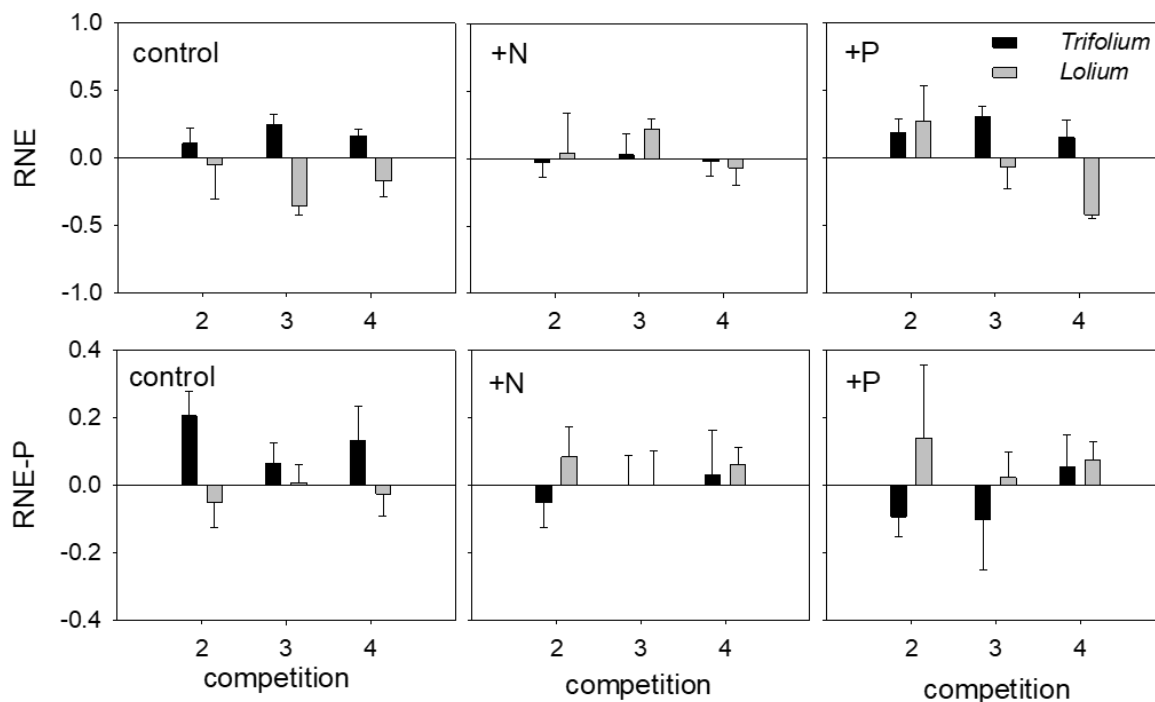 1.0
0.5
0.0
-0.5
-1.0
RNE
control
+N
+P
Trifolium
Lolium
2 3 4
2 3 4
2 3 4
0.4
0.2
0.0
-0.2
-0.4
RNE-P
control
+N
+P
2 3 4
2 3 4
2 3 4
competition
competition
competition